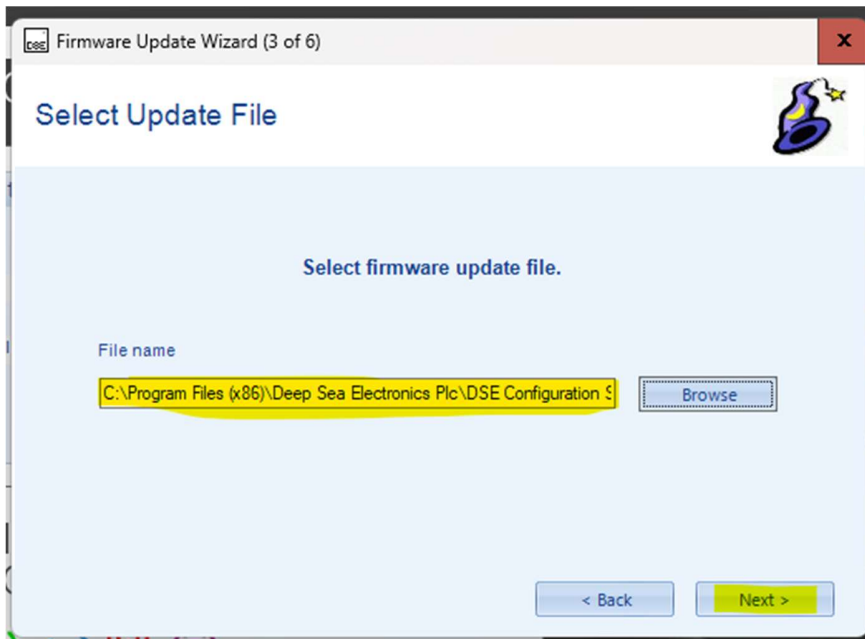 DSE Firmware Update Wizard (3 of 6) x
Select Update File
Select firmware update file.
File name
C:\Program Files (x86)\Deep Sea Electronics Plc\DSE Configuration S
Browse
< Back Next >